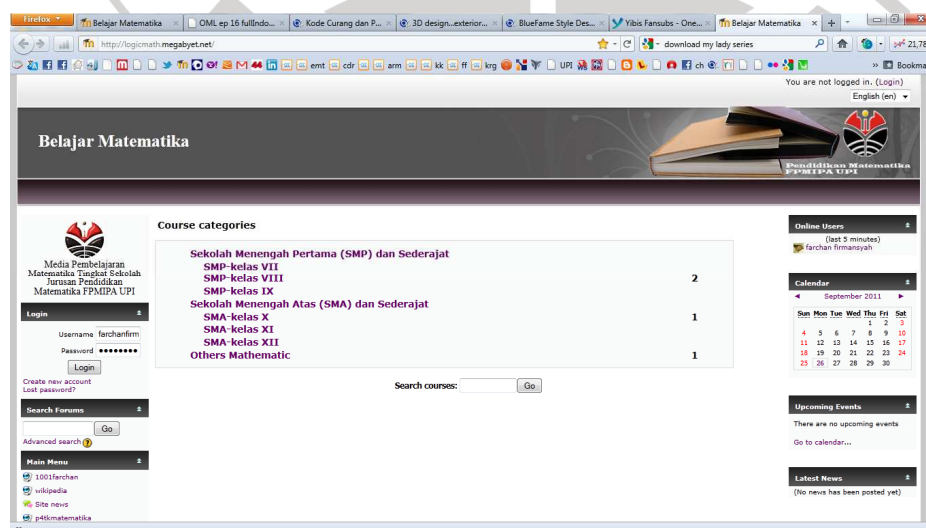 Firefox
Belajar Matematika
OML ep 16 fullIndo...
Kode Curang dan P...
3D design...exterior...
BlueFame Style Des...
Yibis Fansubs - One...
Belajar Matematika
http://logicmath.megabyet.net/
download my lady series
21,78
emt
cdr
arm
kk
ff
krg
UPI
ch
Bookma
You are not logged in. (Login)
English (en)
Belajar Matematika
Pendidikan Matematika
FPMIPA UPI
Media Pembelajaran
Matematika Tingkat Sekolah
Jurusan Pendidikan
Matematika FPMIPA UPI
Login
Username farchanfirm
Password
Login
Create new account
Lost password?
Search Forums
Go
Advanced search
Main Menu
1001farchan
wikipedia
Site news
p4tkmatematika
Course categories
Sekolah Menengah Pertama (SMP) dan Sederajat
SMP-kelas VII
SMP-kelas VIII 2
SMP-kelas IX
Sekolah Menengah Atas (SMA) dan Sederajat
SMA-kelas X 1
SMA-kelas XI
SMA-kelas XII
Others Mathematic 1
Search courses: Go
Online Users
(last 5 minutes)
farchan firmansyah
Calendar
September 2011
Sun Mon Tue Wed Thu Fri Sat
1 2 3
4 5 6 7 8 9 10
11 12 13 14 15 16 17
18 19 20 21 22 23 24
25 26 27 28 29 30
Upcoming Events
There are no upcoming events
Go to calendar...
Latest News
(No news has been posted yet)